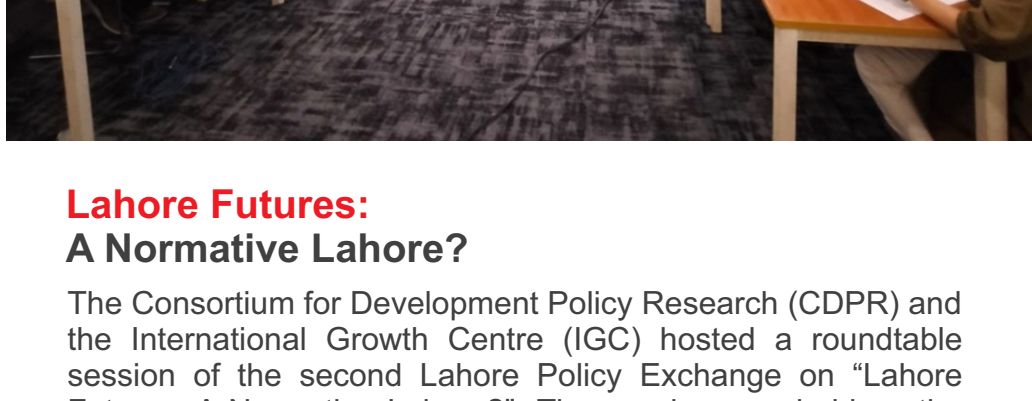 Lahore Futures:
A Normative Lahore?
The Consortium for Development Policy Research (CDPR) and
the International Growth Centre (IGC) hosted a roundtable
session of the second Lahore Policy Exchange on “Lahore